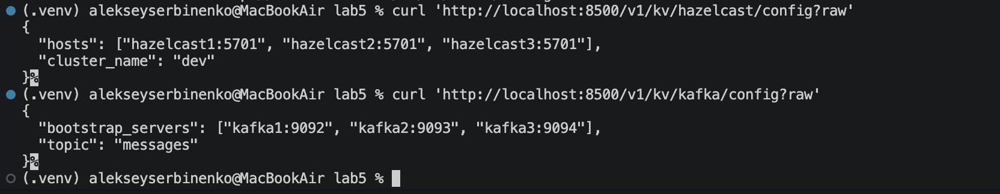 (.venv) alekseyserbinenko@MacBookAir lab5 % curl 'http://localhost:8500/v1/kv/hazelcast/config?raw'
{
  "hosts": ["hazelcast1:5701", "hazelcast2:5701", "hazelcast3:5701"],
  "cluster_name": "dev"
}%
(.venv) alekseyserbinenko@MacBookAir lab5 % curl 'http://localhost:8500/v1/kv/kafka/config?raw'
{
  "bootstrap_servers": ["kafka1:9092", "kafka2:9093", "kafka3:9094"],
  "topic": "messages"
}%
(.venv) alekseyserbinenko@MacBookAir lab5 %